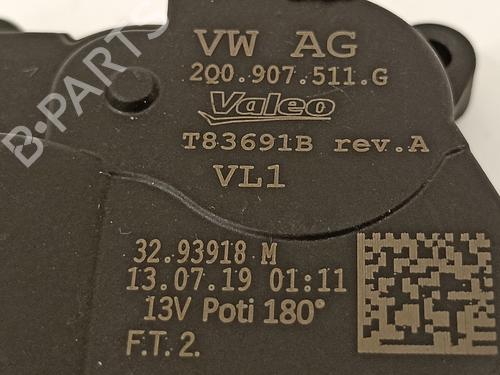 VW AG
2Q0.907.511.G
Valeo
T83691B rev.A
VL1
32.93918 M
13.07.19 01:11
13V Poti 180°
F.T. 2.
B-PARTS